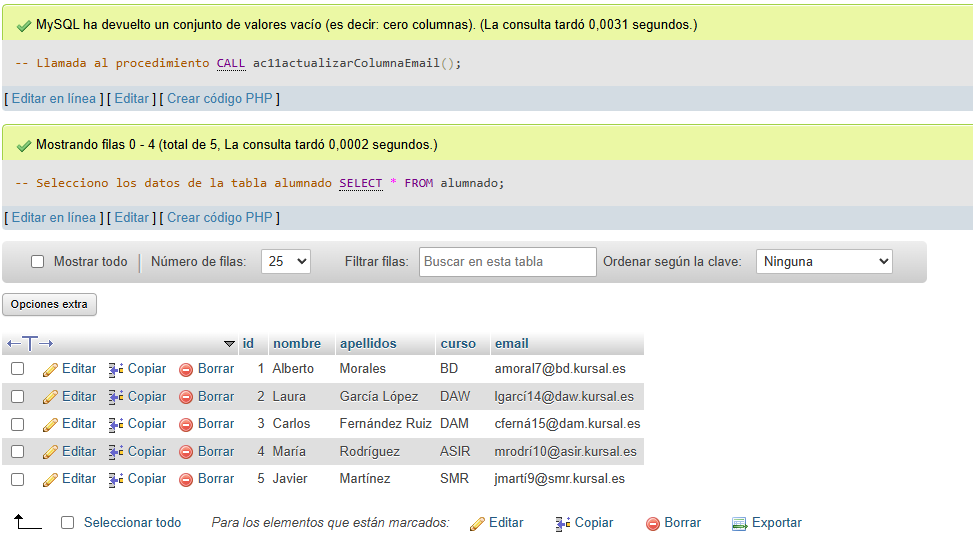 MySQL ha devuelto un conjunto de valores vacío (es decir: cero columnas). (La consulta tardó 0,0031 segundos.)
-- Llamada al procedimiento CALL ac11actualizarColumnaEmail();
[ Editar en línea ] [ Editar ] [ Crear código PHP ]
Mostrando filas 0 - 4 (total de 5, La consulta tardó 0,0002 segundos.)
-- Selecciono los datos de la tabla alumnado SELECT * FROM alumnado;
[ Editar en línea ] [ Editar ] [ Crear código PHP ]
Mostrar todo | Número de filas: 25 Filtrar filas: Buscar en esta tabla Ordenar según la clave: Ninguna
Opciones extra
←T→ id nombre apellidos curso email
Editar Copiar Borrar 1 Alberto Morales BD amoral7@bd.kursal.es
Editar Copiar Borrar 2 Laura García López DAW lgarcí14@daw.kursal.es
Editar Copiar Borrar 3 Carlos Fernández Ruiz DAM cferná15@dam.kursal.es
Editar Copiar Borrar 4 María Rodríguez ASIR mrodrí10@asir.kursal.es
Editar Copiar Borrar 5 Javier Martínez SMR jmartí9@smr.kursal.es
Seleccionar todo Para los elementos que están marcados: Editar Copiar Borrar Exportar